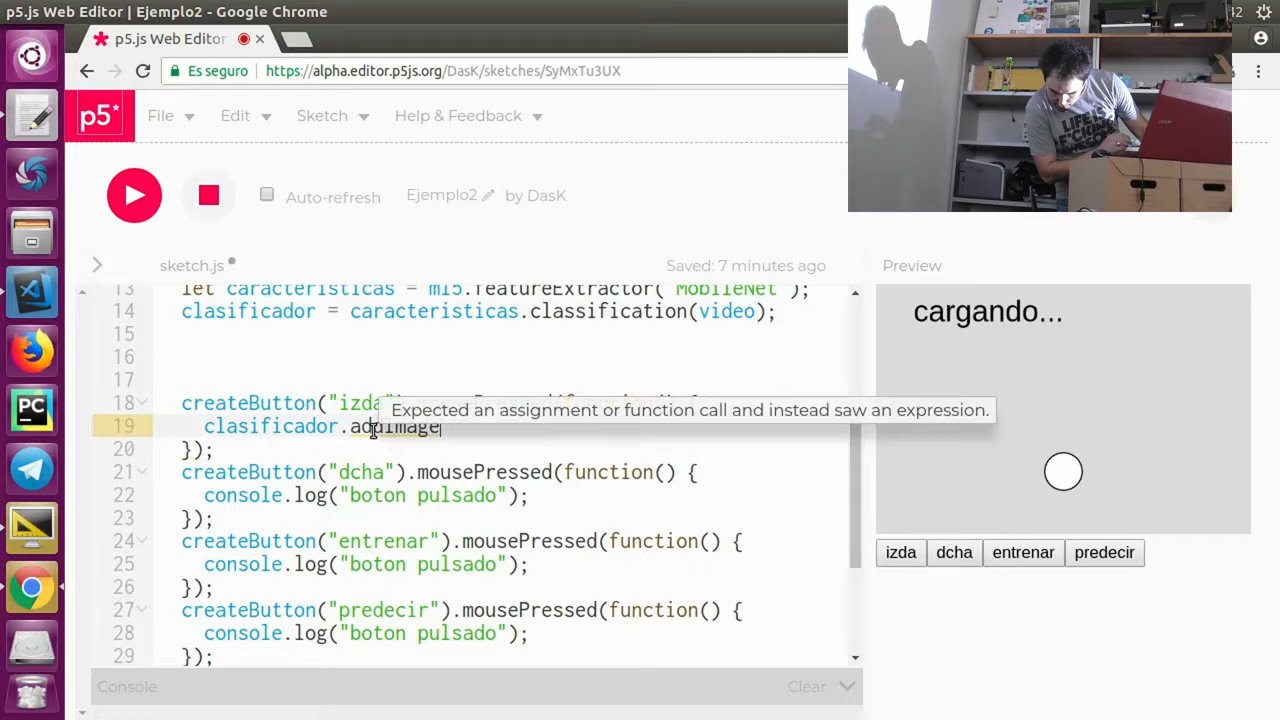 p5.js Web Editor | Ejemplo2 - Google Chrome
42
p5.js Web Editor
Es seguro
https://alpha.editor.p5js.org/DasK/sketches/SyMxTu3UX
p5*
File
Edit
Sketch
Help & Feedback
LIFE IS
Auto-refresh
Ejemplo2
by DasK
sketch.js
Saved: 7 minutes ago
Preview
13 let caracteristicas = ml5.featureExtractor("MobileNet");
14 clasificador = caracteristicas.classification(video);
15
16
17
18 createButton("izda
Expected an assignment or function call and instead saw an expression.
19 clasificador.addImage
20 });
21 createButton("dcha").mousePressed(function() {
22 console.log("boton pulsado");
23 });
24 createButton("entrenar").mousePressed(function() {
25 console.log("boton pulsado");
26 });
27 createButton("predecir").mousePressed(function() {
28 console.log("boton pulsado");
29 });
cargando...
izda
dcha
entrenar
predecir
Console
Clear
PC